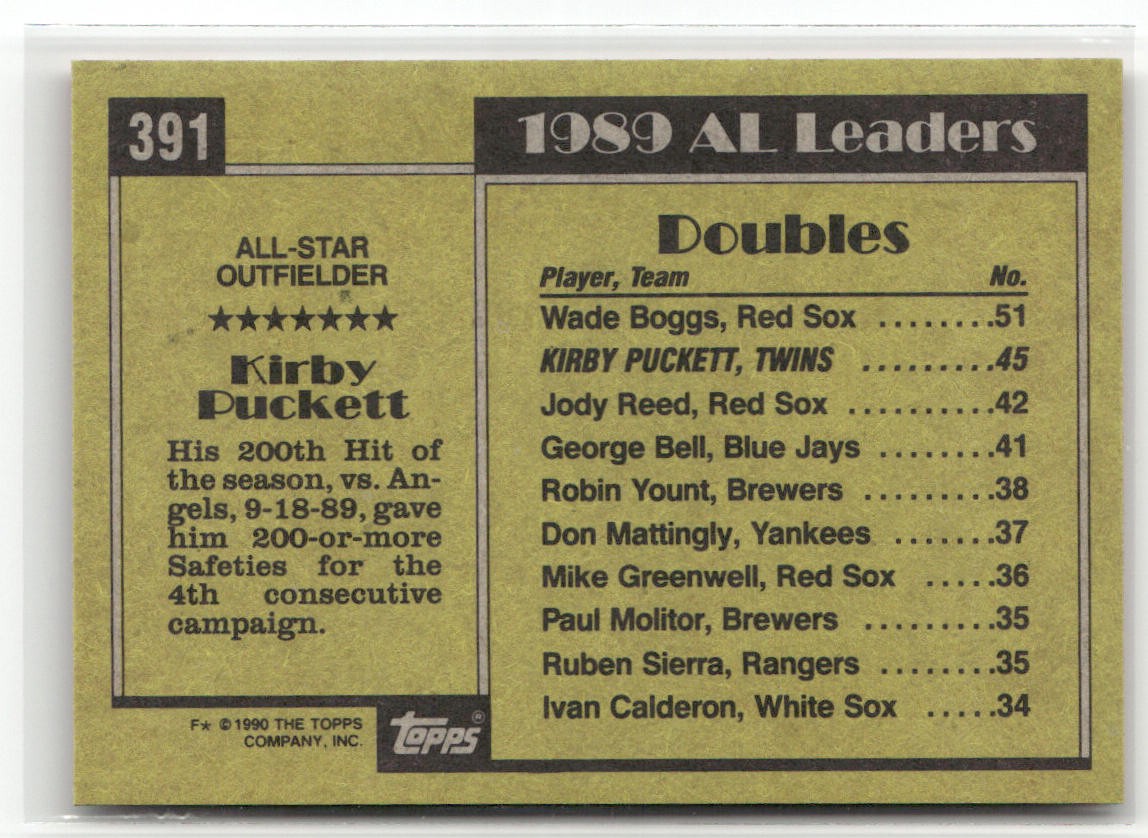 391
ALL-STAR
OUTFIELDER
★★★★★★★
Kirby
Puckett
His 200th Hit of
the season, vs. An-
gels, 9-18-89, gave
him 200-or-more
Safeties for the
4th consecutive
campaign.
F★ ©1990 THE TOPPS
COMPANY, INC.
topps®
1989 AL Leaders
Doubles
Player, Team No.
Wade Boggs, Red Sox ........51
KIRBY PUCKETT, TWINS .........45
Jody Reed, Red Sox ..........42
George Bell, Blue Jays ........41
Robin Yount, Brewers .........38
Don Mattingly, Yankees .......37
Mike Greenwell, Red Sox .....36
Paul Molitor, Brewers .........35
Ruben Sierra, Rangers ........35
Ivan Calderon, White Sox .....34